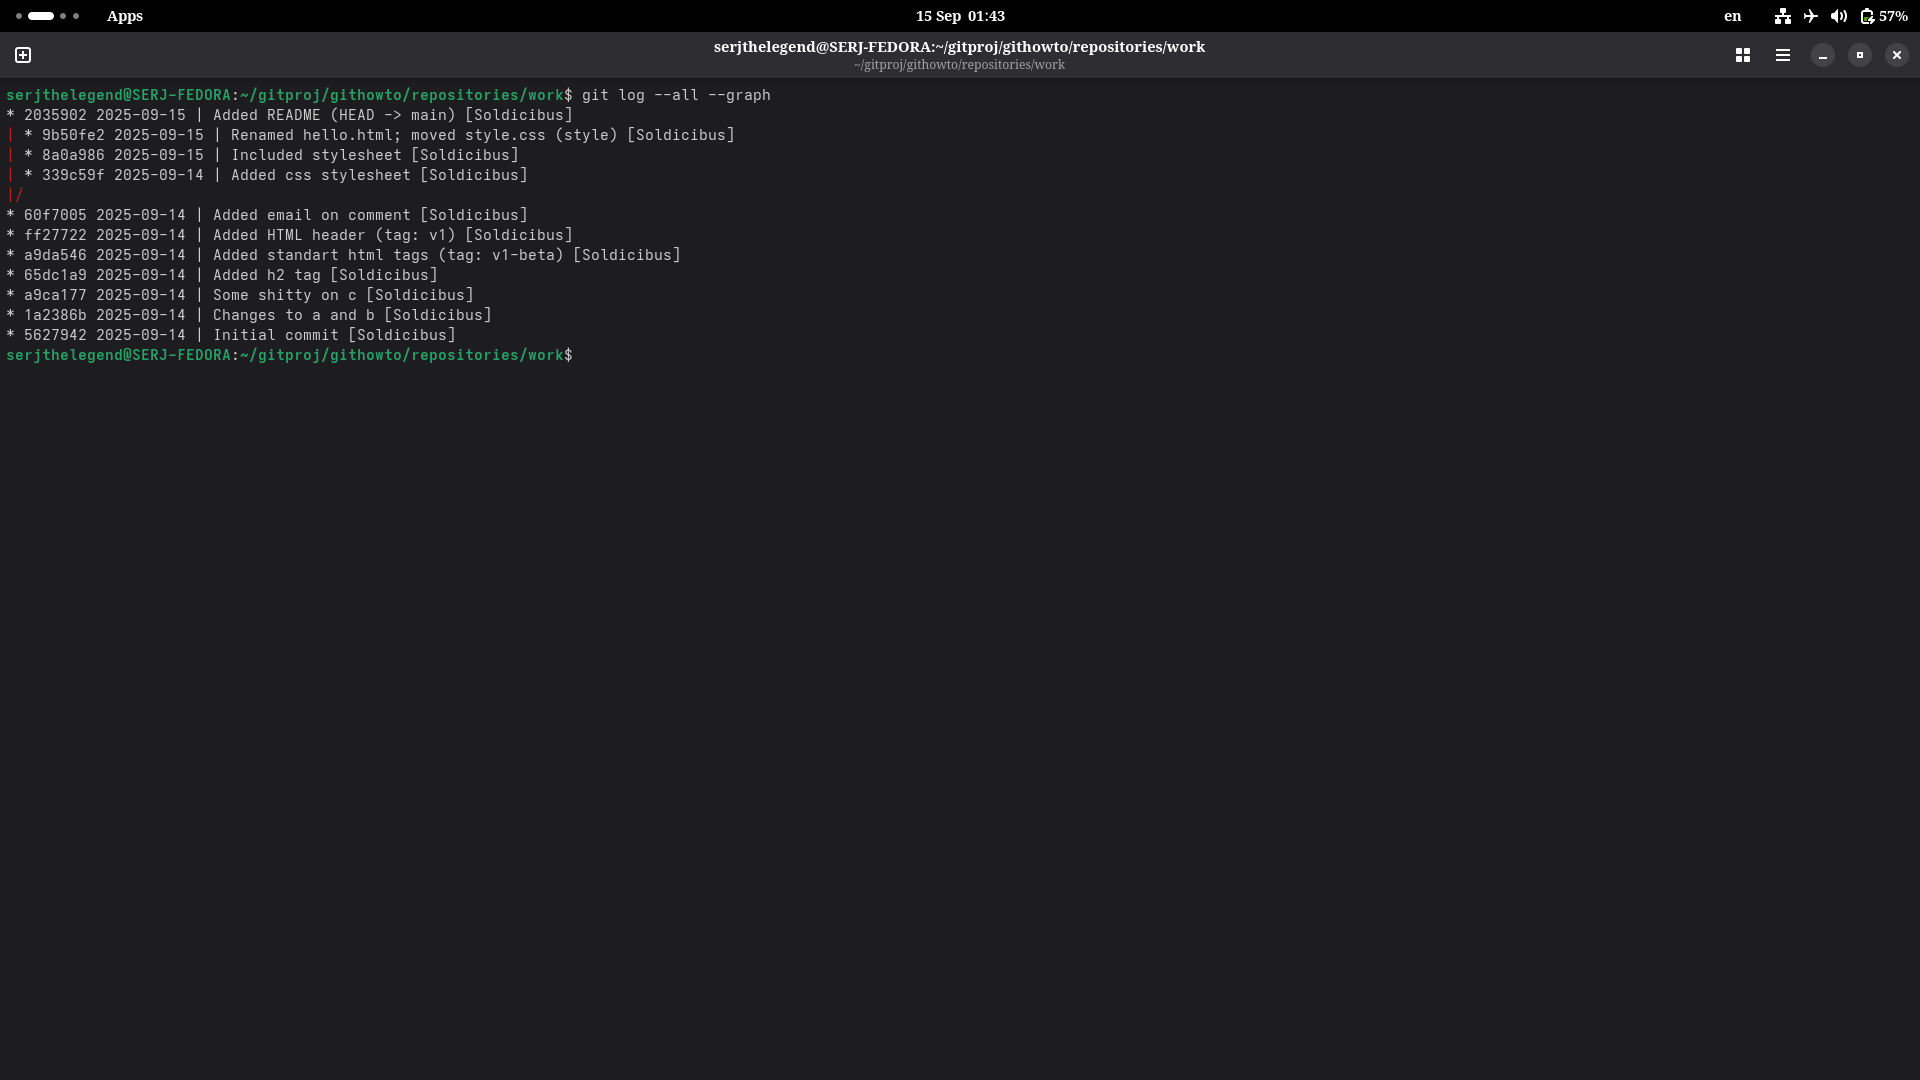 Apps
15 Sep 01:43
en
57%
serjthelegend@SERJ-FEDORA:~/gitproj/githowto/repositories/work
~/gitproj/githowto/repositories/work
serjthelegend@SERJ-FEDORA:~/gitproj/githowto/repositories/work$ git log --all --graph
* 2035902 2025-09-15 | Added README (HEAD -> main) [Soldicibus]
| * 9b50fe2 2025-09-15 | Renamed hello.html; moved style.css (style) [Soldicibus]
| * 8a0a986 2025-09-15 | Included stylesheet [Soldicibus]
| * 339c59f 2025-09-14 | Added css stylesheet [Soldicibus]
|/
* 60f7005 2025-09-14 | Added email on comment [Soldicibus]
* ff27722 2025-09-14 | Added HTML header (tag: v1) [Soldicibus]
* a9da546 2025-09-14 | Added standart html tags (tag: v1-beta) [Soldicibus]
* 65dc1a9 2025-09-14 | Added h2 tag [Soldicibus]
* a9ca177 2025-09-14 | Some shitty on c [Soldicibus]
* 1a2386b 2025-09-14 | Changes to a and b [Soldicibus]
* 5627942 2025-09-14 | Initial commit [Soldicibus]
serjthelegend@SERJ-FEDORA:~/gitproj/githowto/repositories/work$